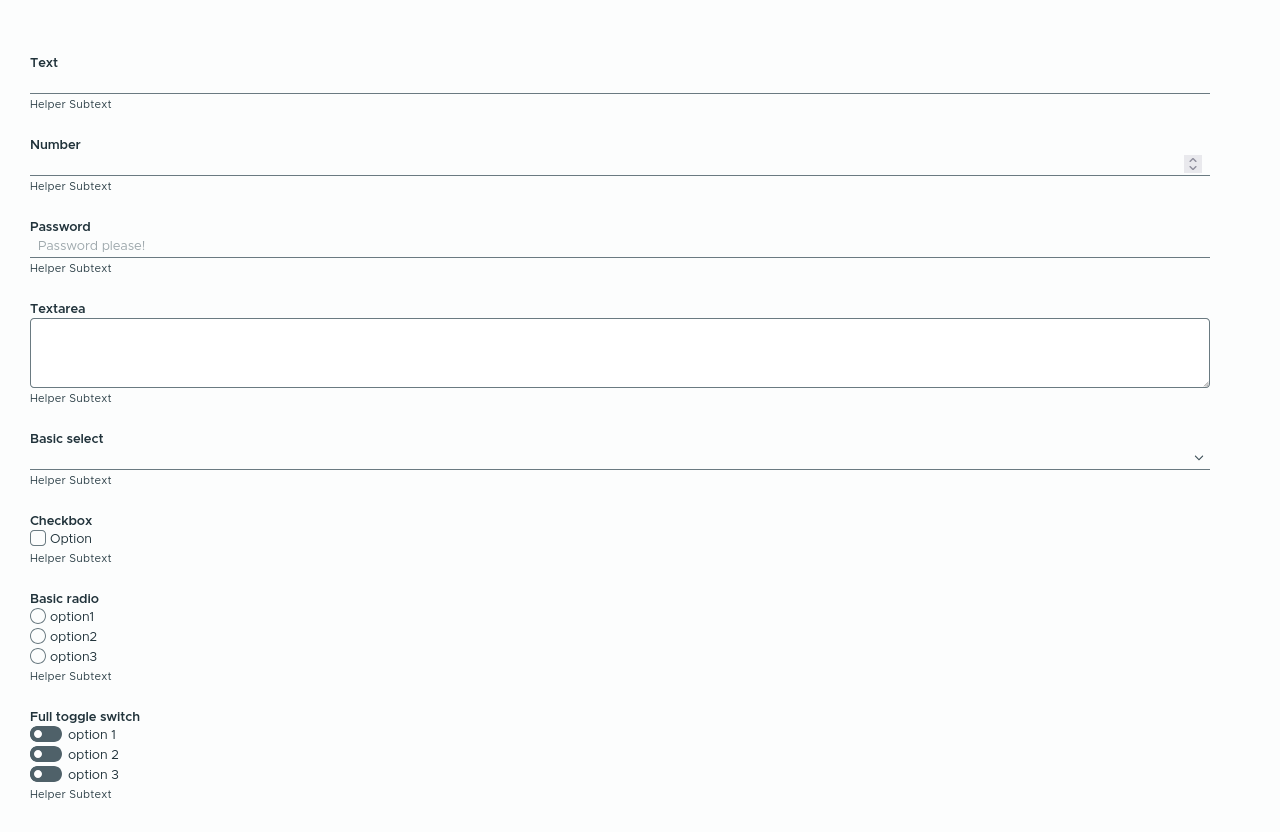 Text
Helper Subtext
Number
Helper Subtext
Password
Password please!
Helper Subtext
Textarea
Helper Subtext
Basic select
Helper Subtext
Checkbox
Option
Helper Subtext
Basic radio
option1
option2
option3
Helper Subtext
Full toggle switch
option 1
option 2
option 3
Helper Subtext